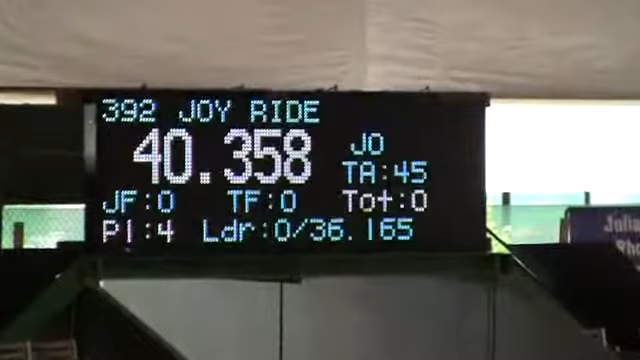 392 JOY RIDE
40.358
JO
TA:45
JF:0 TF:0 Tot:0
Pl:4 Ldr:0/36.165
Julia